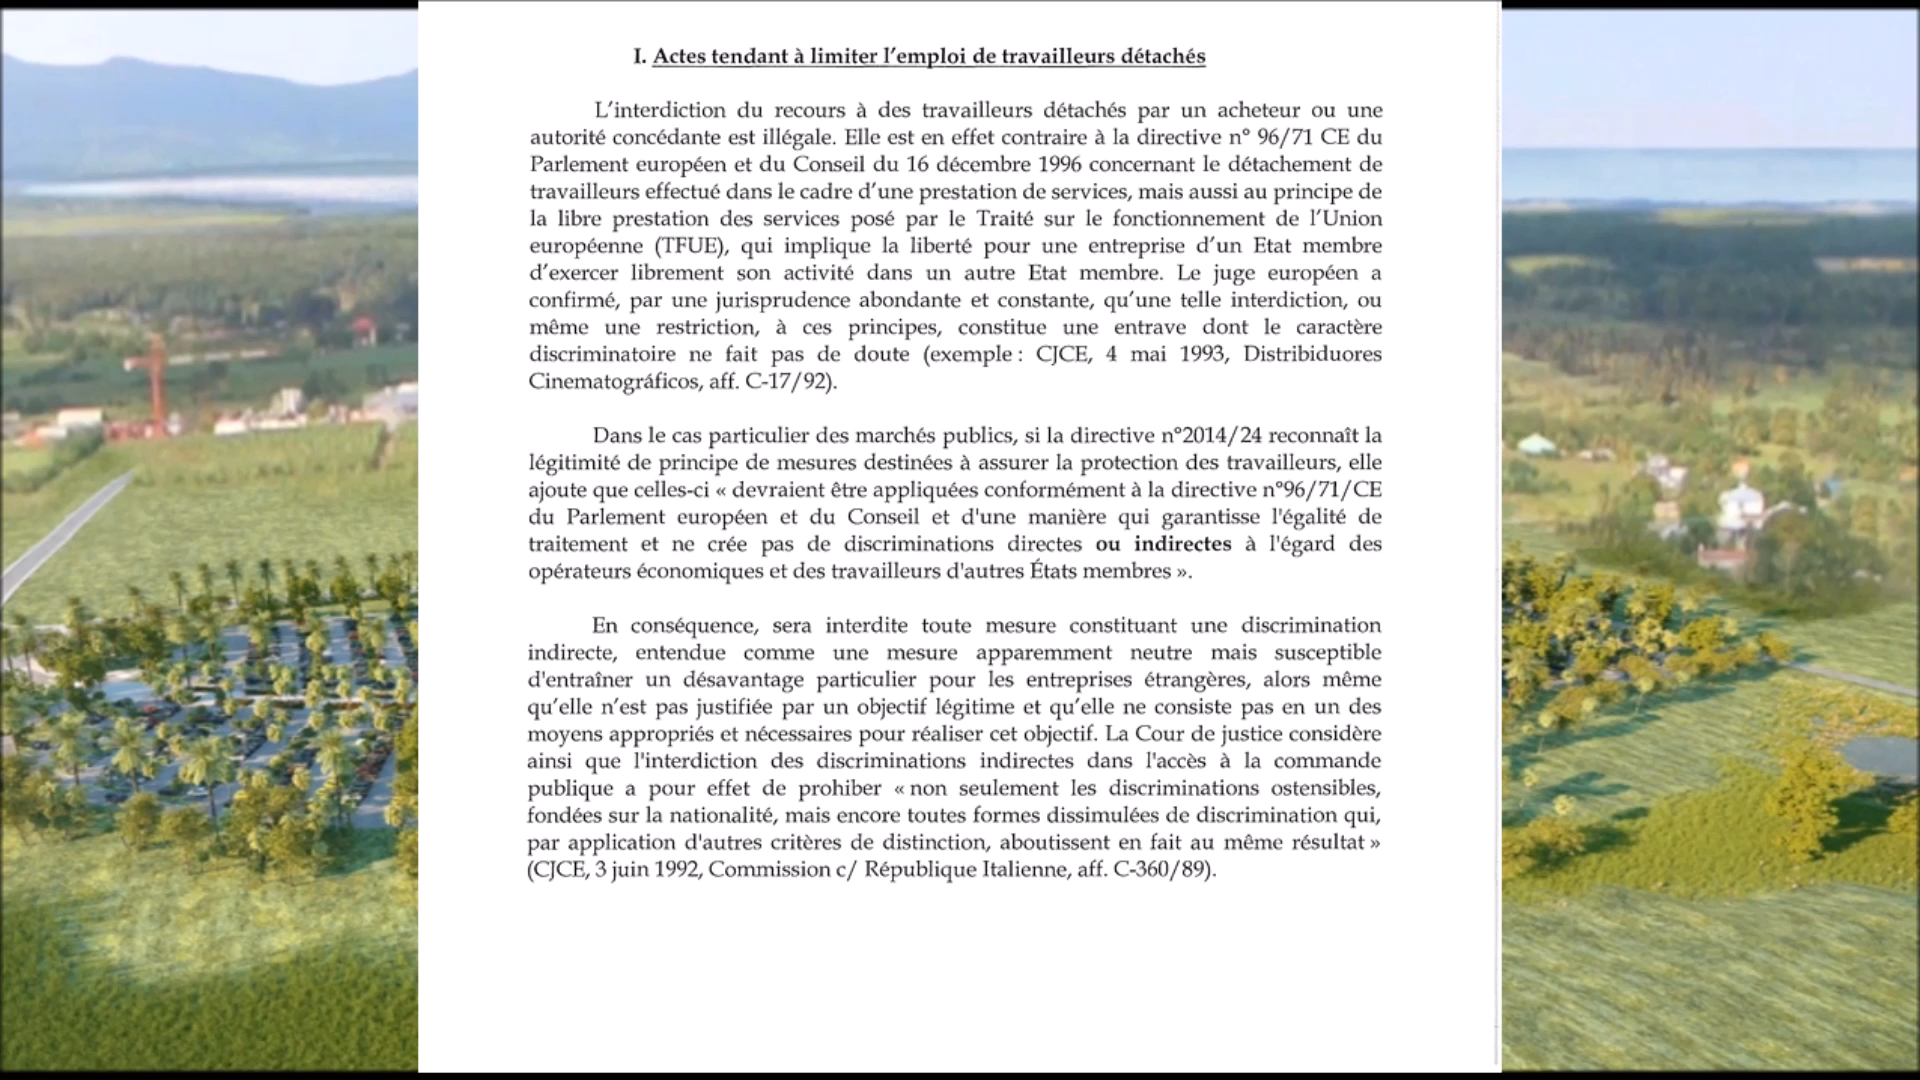 I. Actes tendant à limiter l'emploi de travailleurs détachés
L'interdiction du recours à des travailleurs détachés par un acheteur ou une
autorité concédante est illégale. Elle est en effet contraire à la directive n° 96/71 CE du
Parlement européen et du Conseil du 16 décembre 1996 concernant le détachement de
travailleurs effectué dans le cadre d'une prestation de services, mais aussi au principe de
la libre prestation des services posé par le Traité sur le fonctionnement de l'Union
européenne (TFUE), qui implique la liberté pour une entreprise d'un Etat membre
d'exercer librement son activité dans un autre Etat membre. Le juge européen a
confirmé, par une jurisprudence abondante et constante, qu'une telle interdiction, ou
même une restriction, à ces principes, constitue une entrave dont le caractère
discriminatoire ne fait pas de doute (exemple : CJCE, 4 mai 1993, Distribiduores
Cinematográficos, aff. C-17/92).
Dans le cas particulier des marchés publics, si la directive n°2014/24 reconnaît la
légitimité de principe de mesures destinées à assurer la protection des travailleurs, elle
ajoute que celles-ci « devraient être appliquées conformément à la directive n°96/71/CE
du Parlement européen et du Conseil et d'une manière qui garantisse l'égalité de
traitement et ne crée pas de discriminations directes ou indirectes à l'égard des
opérateurs économiques et des travailleurs d'autres États membres ».
En conséquence, sera interdite toute mesure constituant une discrimination
indirecte, entendue comme une mesure apparemment neutre mais susceptible
d'entraîner un désavantage particulier pour les entreprises étrangères, alors même
qu'elle n'est pas justifiée par un objectif légitime et qu'elle ne consiste pas en un des
moyens appropriés et nécessaires pour réaliser cet objectif. La Cour de justice considère
ainsi que l'interdiction des discriminations indirectes dans l'accès à la commande
publique a pour effet de prohiber « non seulement les discriminations ostensibles,
fondées sur la nationalité, mais encore toutes formes dissimulées de discrimination qui,
par application d'autres critères de distinction, aboutissent en fait au même résultat »
(CJCE, 3 juin 1992, Commission c/ République Italienne, aff. C-360/89).